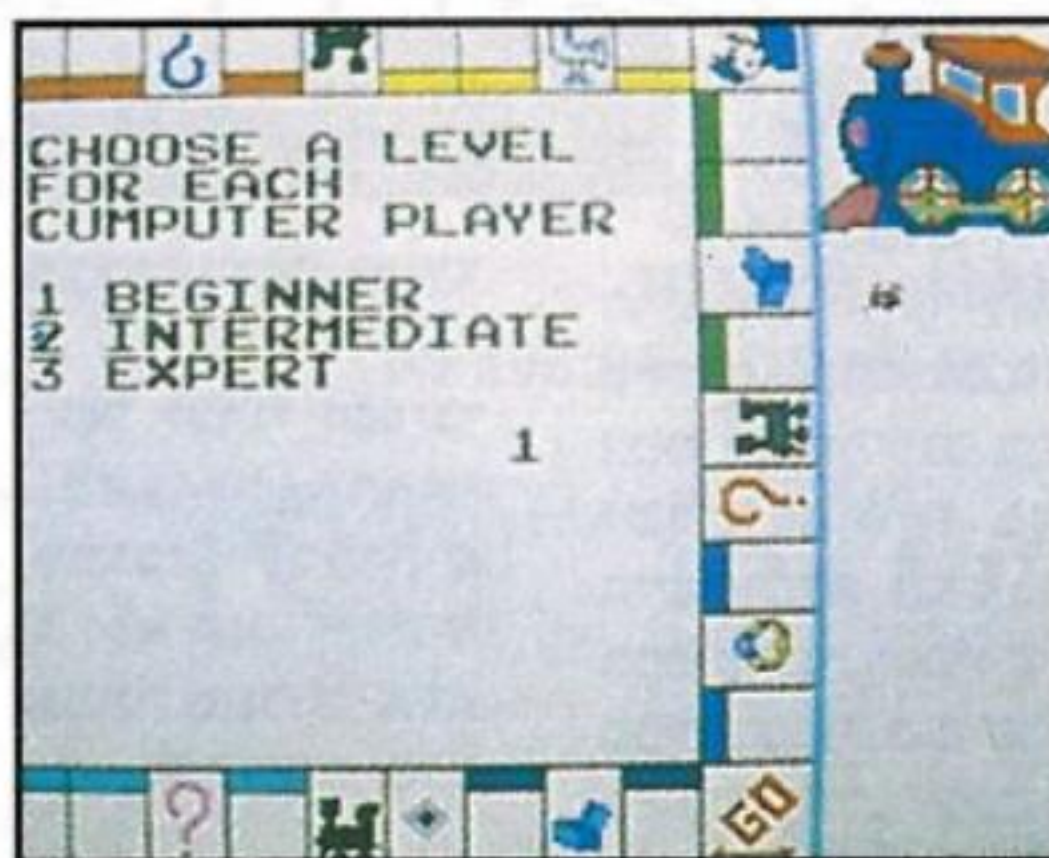 CHOOSE A LEVEL
FOR EACH
CUMPUTER PLAYER
1 BEGINNER
2 INTERMEDIATE
3 EXPERT
1
?
?
GO